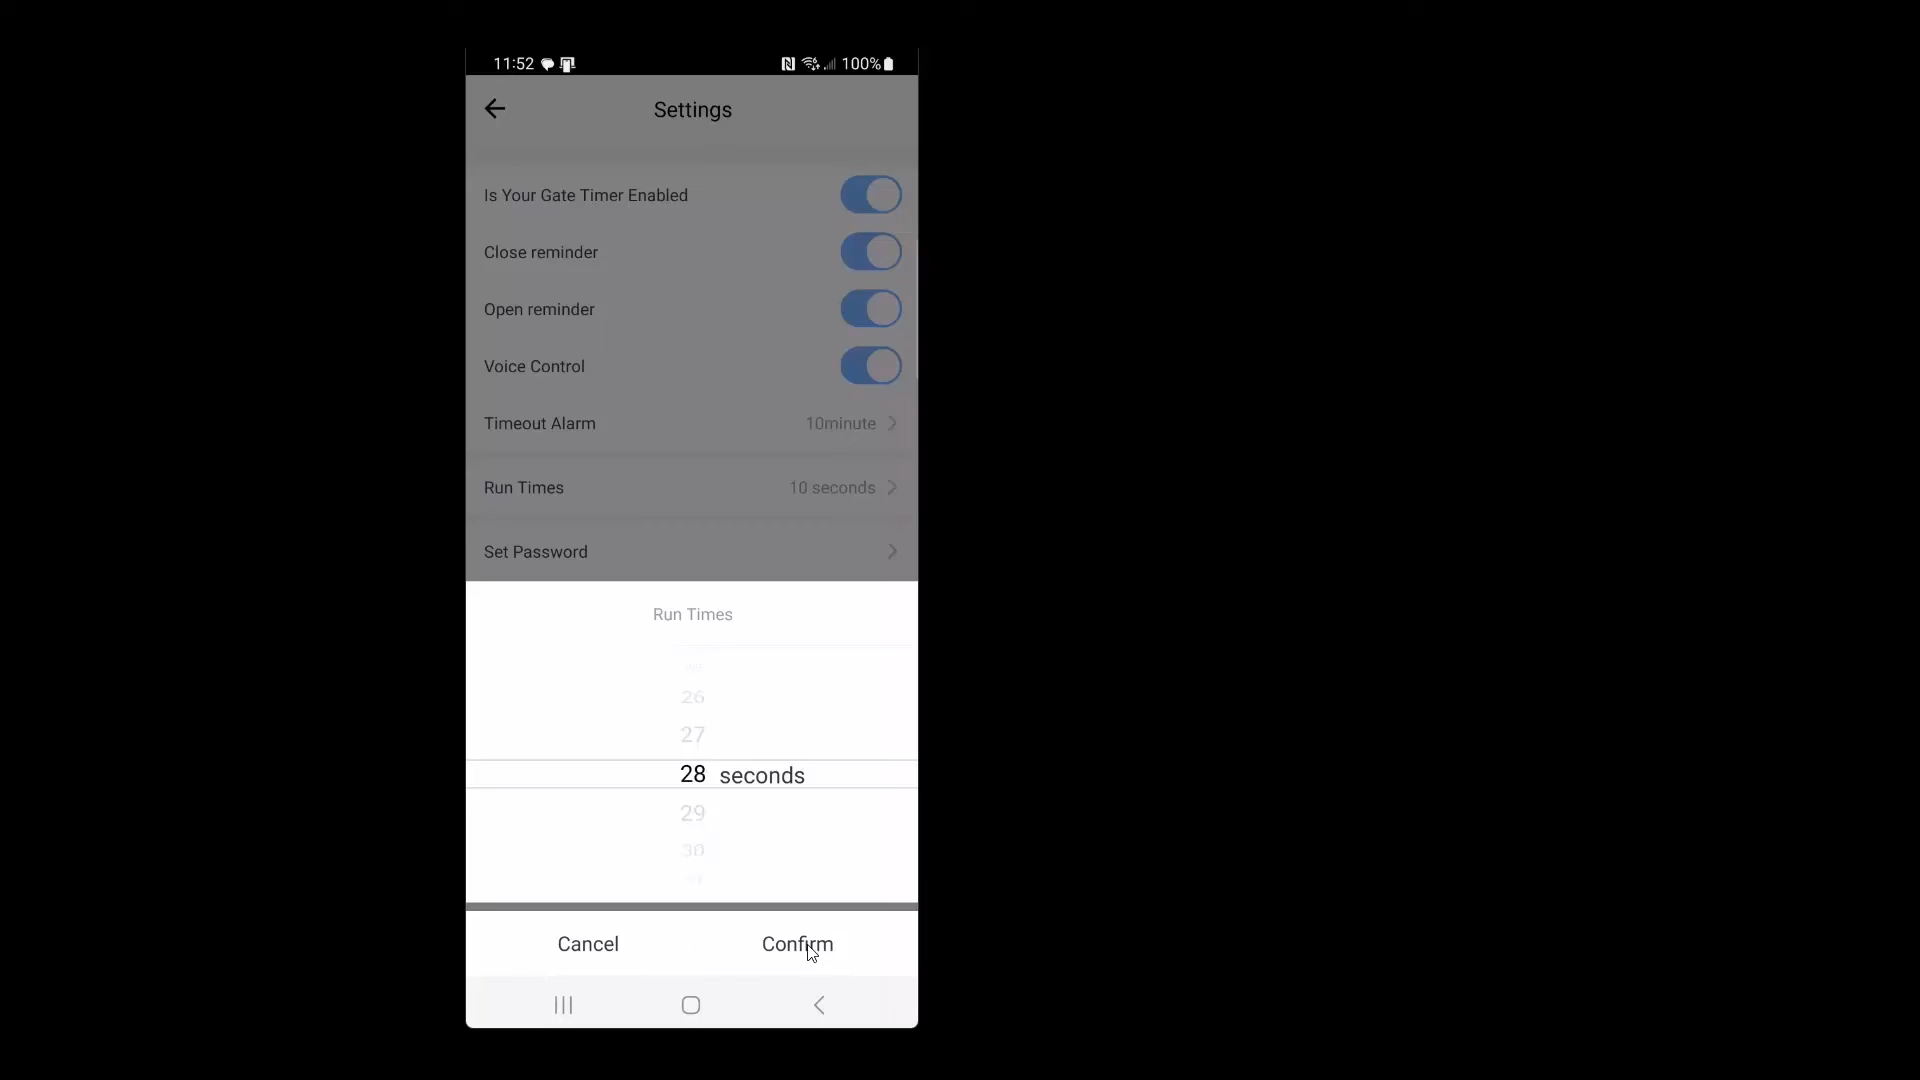 11:52 100%
Settings
Is Your Gate Timer Enabled
Close reminder
Open reminder
Voice Control
Timeout Alarm 10minute
Run Times 10 seconds
Set Password
Run Times
26
27
28 seconds
29
30
Cancel Confirm